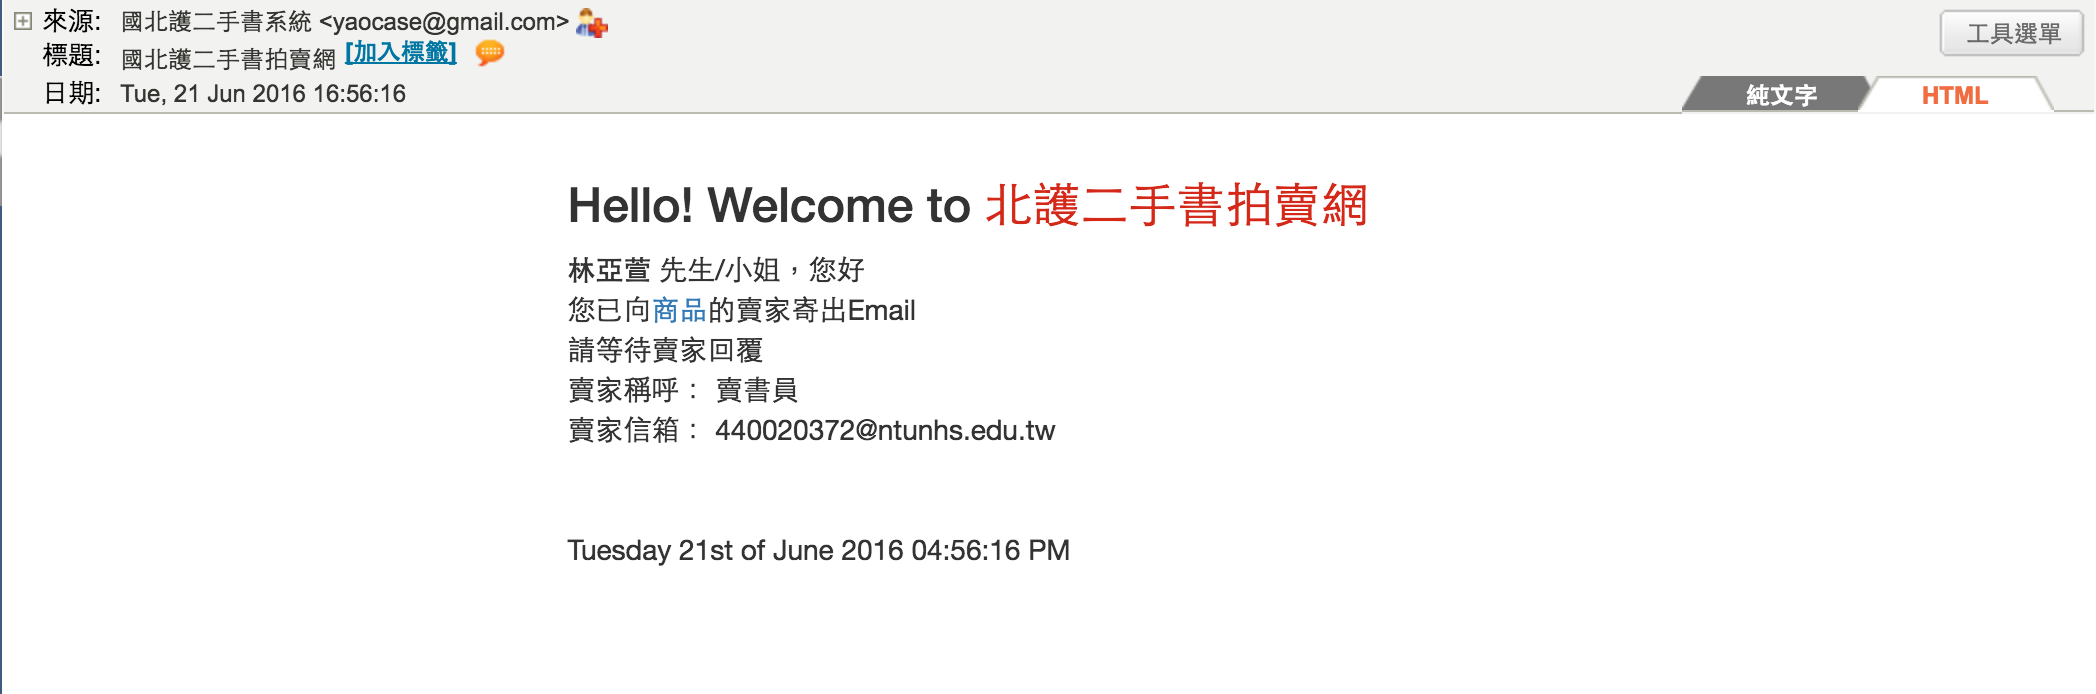 來源: 國北護二手書系統 <yaocase@gmail.com>
標題: 國北護二手書拍賣網 [加入標籤]
日期: Tue, 21 Jun 2016 16:56:16
工具選單
純文字 HTML
Hello! Welcome to 北護二手書拍賣網
林亞萱 先生/小姐，您好
您已向商品的賣家寄出Email
請等待賣家回覆
賣家稱呼： 賣書員
賣家信箱： 440020372@ntunhs.edu.tw
Tuesday 21st of June 2016 04:56:16 PM